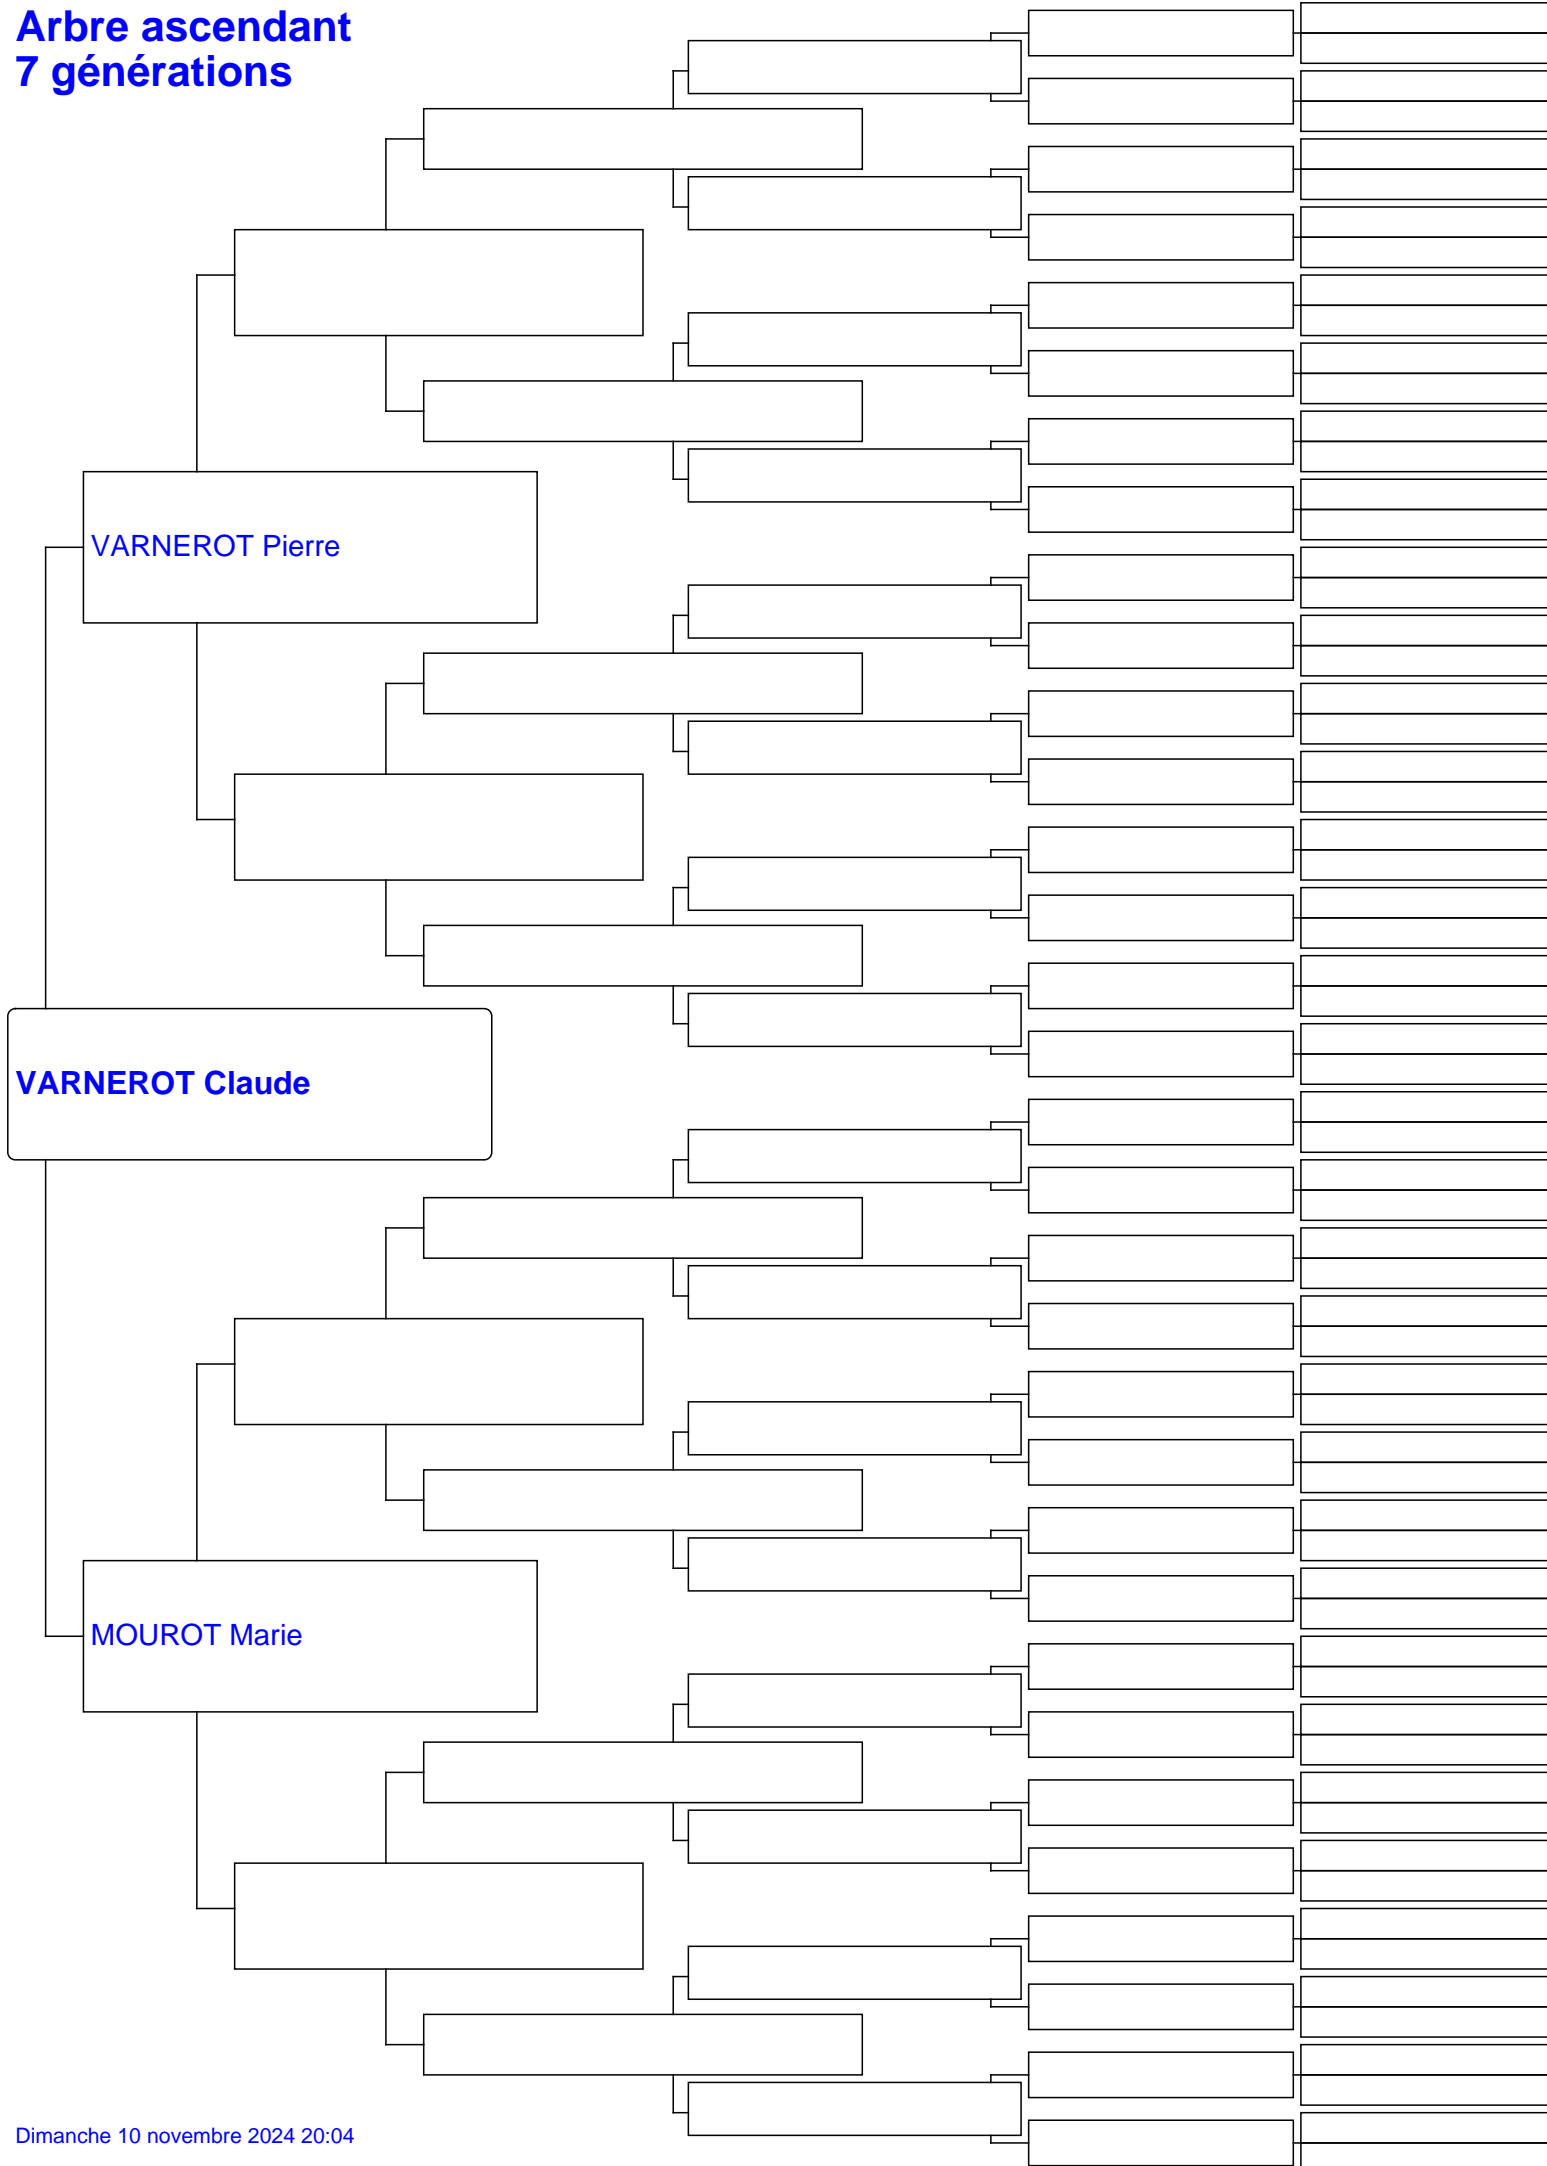 Arbre ascendant
7 générations
VARNEROT Pierre
VARNEROT Claude
MOUROT Marie
Dimanche 10 novembre 2024 20:04